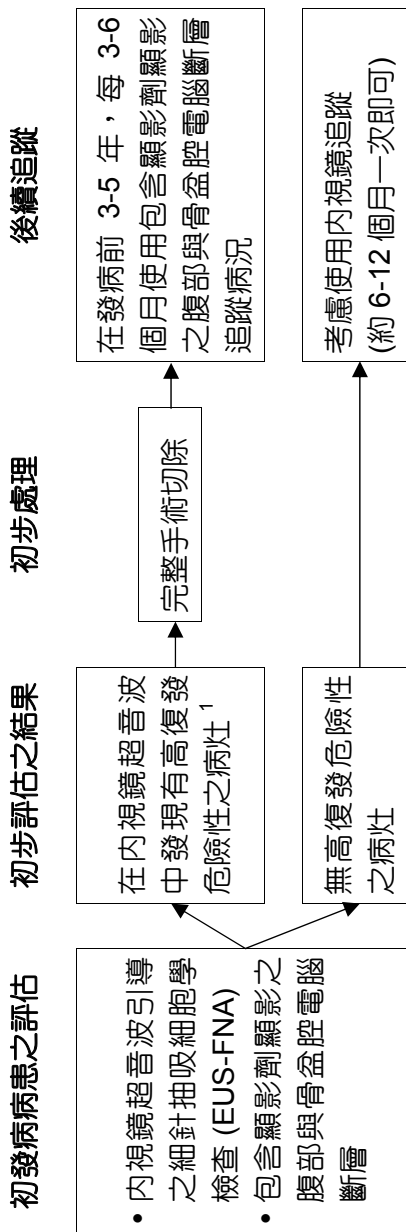 初發病病患之評估
• 內視鏡超音波引導
之細針抽吸細胞學
檢查 (EUS-FNA)
• 包含顯影劑顯影之
腹部與骨盆腔電腦
斷層
初步評估之結果
在內視鏡超音波
中發現有高復發
危險性之病灶1
無高復發危險性
之病灶
初步處理
完整手術切除
後續追蹤
在發病前 3-5 年，每 3-6
個月使用包含顯影劑顯影
之腹部與骨盆腔電腦斷層
追蹤病況
考慮使用內視鏡追蹤
(約 6-12 個月一次即可)